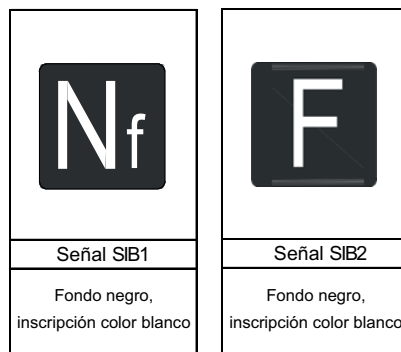 Nf
Señal SIB1
Fondo negro,
inscripción color blanco
F
Señal SIB2
Fondo negro,
inscripción color blanco